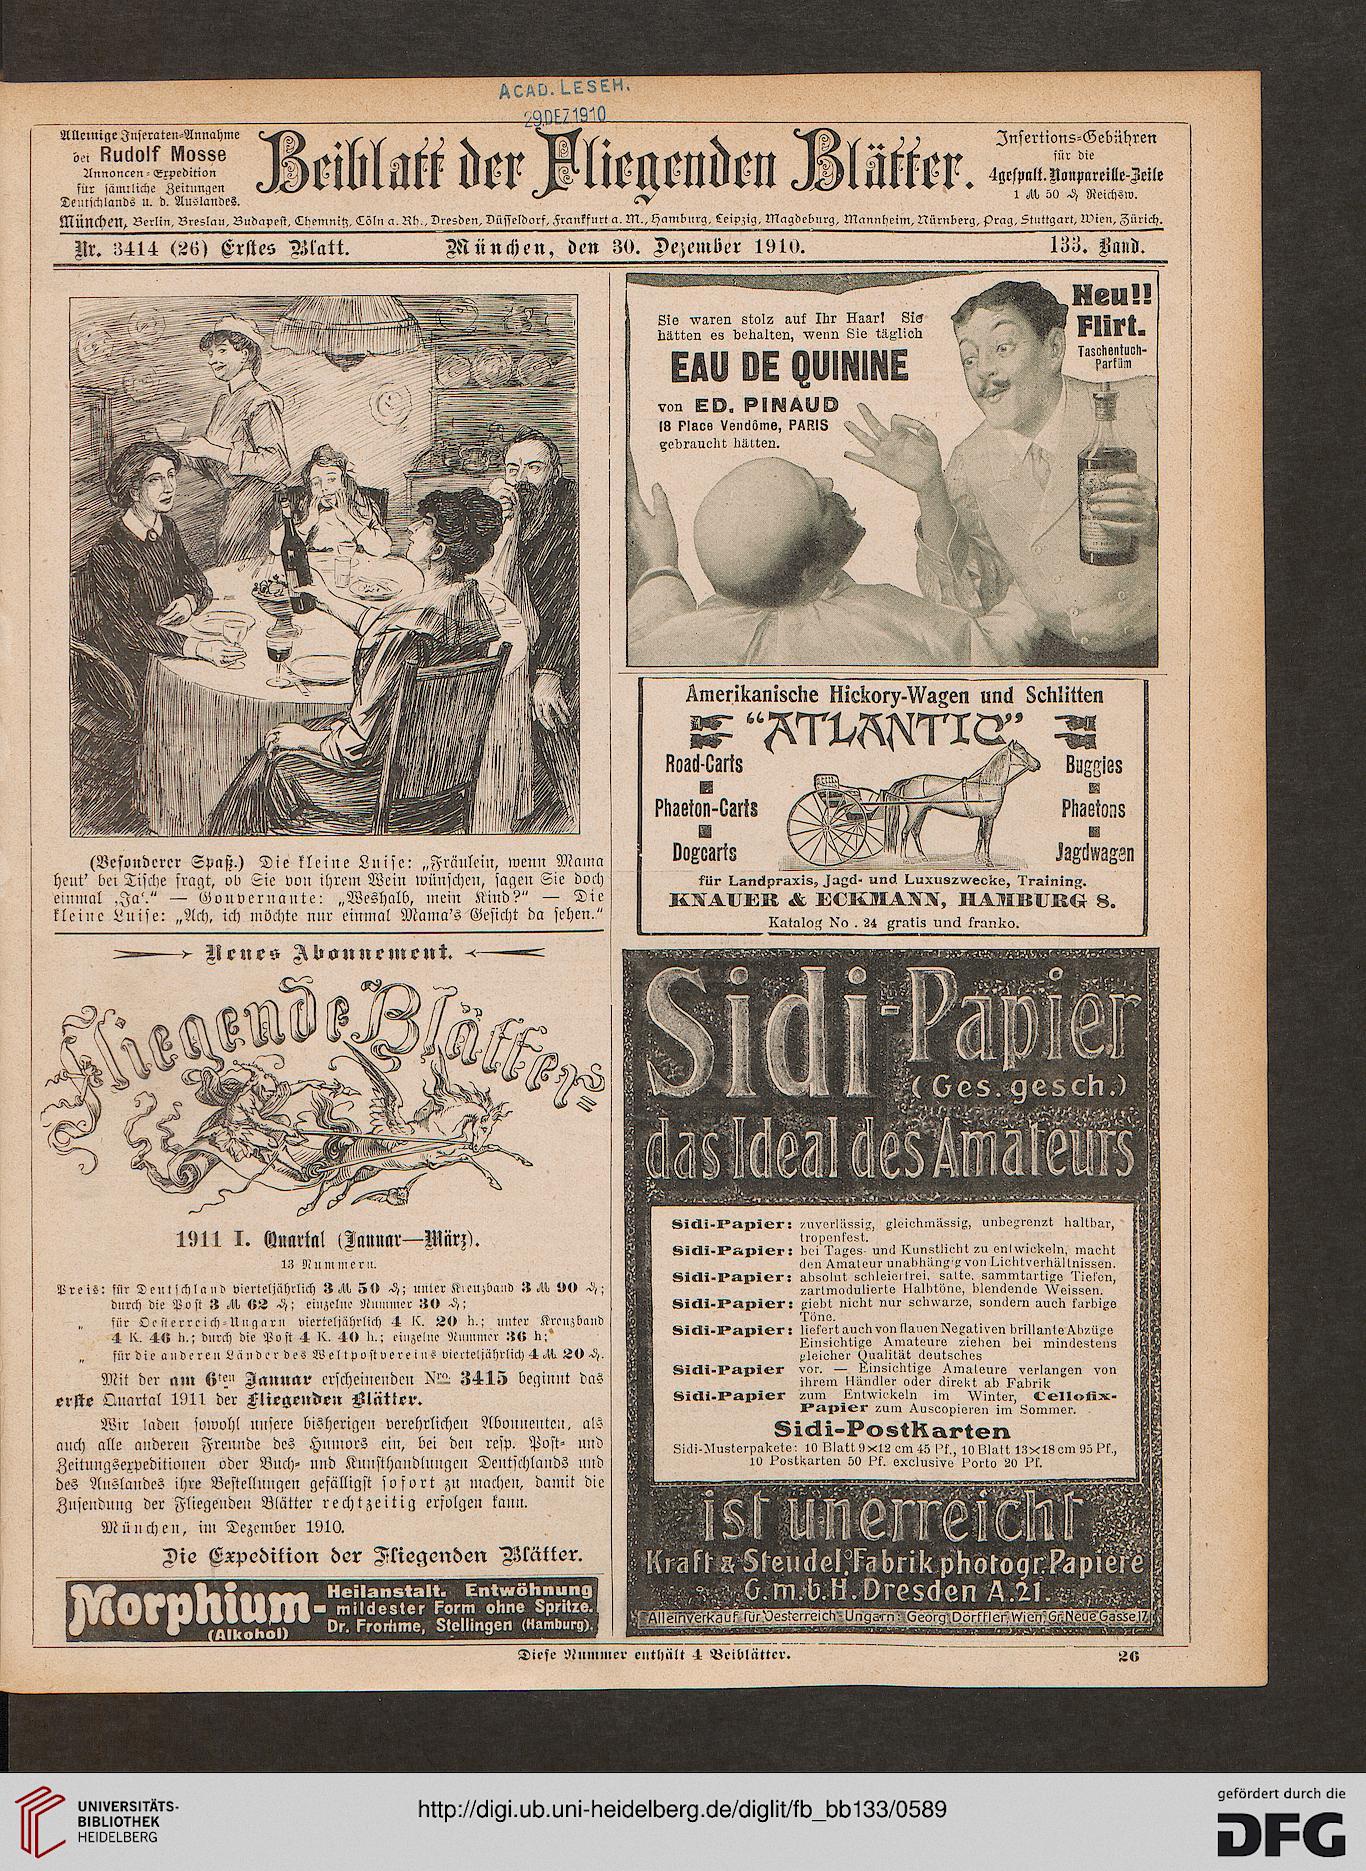 ACAD. LESEH.
29.DEZ 1910
Alleinige Inseraten-Annahme
bei Rudolf Mosse
Annoncen-Expedition
für sämtliche Zeitungen
Deutschlands u. d. Auslandes.
Beiblatt der Fliegenden Blätter.
Insertions-Gebühren
für die
4gespalt. Nonpareille-Zeile
1 ℳ 50 ₰ Reichsw.
München, Berlin, Breslau, Budapest, Chemnitz, Cöln a. Rh., Dresden, Düsseldorf, Frankfurt a. M., Hamburg, Leipzig, Magdeburg, Mannheim, Nürnberg, Prag, Stuttgart, Wien, Zürich.
Nr. 3414 (26) Erstes Blatt.
München, den 30. Dezember 1910.
133. Band.
(Besonderer Spaß.) Die kleine Luise: „Fräulein, wenn Mama
heut' bei Tische fragt, ob Sie von ihrem Wein wünschen, sagen Sie doch
einmal ‚Ja‘.“ — Gouvernante: „Weshalb, mein Kind?“ — Die
kleine Luise: „Ach, ich möchte nur einmal Mama's Gesicht da sehen.“
Neues Abonnement.
Fliegende Blätter
1911 I. Quartal (Januar—März).
13 Nummern.
Preis: für Deutschland vierteljährlich 3 ℳ 50 ₰; unter Kreuzband 3 ℳ 90 ₰;
durch die Post 3 ℳ 62 ₰; einzelne Nummer 30 ₰;
„ für Oesterreich-Ungarn vierteljährlich 4 K. 20 h.; unter Kreuzband
4 K. 46 h.; durch die Post 4 K. 40 h.; einzelne Nummer 36 h;
„ für die anderen Länder des Weltpostvereins vierteljährlich 4 ℳ 20 ₰.
Mit der am 6ten Januar erscheinenden Nro. 3415 beginnt das
erste Quartal 1911 der Fliegenden Blätter.
Wir laden sowohl unsere bisherigen verehrlichen Abonnenten, als
auch alle anderen Freunde des Humors ein, bei den resp. Post- und
Zeitungsexpeditionen oder Buch- und Kunsthandlungen Deutschlands und
des Auslandes ihre Bestellungen gefälligst sofort zu machen, damit die
Zusendung der Fliegenden Blätter rechtzeitig erfolgen kann.
München, im Dezember 1910.
Die Expedition der Fliegenden Blätter.
Morphium-
(Alkohol)
Heilanstalt. Entwöhnung
mildester Form ohne Spritze.
Dr. Fromme, Stellingen (Hamburg).
Sie waren stolz auf Ihr Haar! Sie
hätten es behalten, wenn Sie täglich
EAU DE QUININE
von ED. PINAUD
18 Place Vendôme, PARIS
gebraucht hätten.
Neu!!
Flirt.
Taschentuch-
Parfüm
Amerikanische Hickory-Wagen und Schlitten
“ATLANTIC”
Road-Carts
Phaeton-Carts
Dogcarts
Buggies
Phaetons
Jagdwagen
für Landpraxis, Jagd- und Luxuszwecke, Training.
KNAUER & ECKMANN, HAMBURG 8.
Katalog No. 24 gratis und franko.
Sidi-Papier
(Ges. gesch.)
das Ideal des Amateurs
Sidi-Papier: zuverlässig, gleichmässig, unbegrenzt haltbar,
tropenfest.
Sidi-Papier: bei Tages- und Kunstlicht zu entwickeln, macht
den Amateur unabhängig von Lichtverhältnissen.
Sidi-Papier: absolut schleierfrei, satte, sammtartige Tiefen,
zartmodulierte Halbtöne, blendende Weissen.
Sidi-Papier: giebt nicht nur schwarze, sondern auch farbige
Töne.
Sidi-Papier: liefert auch von flauen Negativen brillante Abzüge
Einsichtige Amateure ziehen bei mindestens
gleicher Qualität deutsches
Sidi-Papier vor. — Einsichtige Amateure verlangen von
ihrem Händler oder direkt ab Fabrik
Sidi-Papier zum Entwickeln im Winter, Cellofix-
Papier zum Auscopieren im Sommer.
Sidi-Postkarten
Sidi-Musterpakete: 10 Blatt 9×12 cm 45 Pf., 10 Blatt 13×18 cm 95 Pf.,
10 Postkarten 50 Pf. exclusive Porto 20 Pf.
ist unerreicht
Kraft & Steudel, Fabrik photogr. Papiere
G.m.b.H. Dresden A.21.
Alleinverkauf für Oesterreich-Ungarn: Georg Dörffler, Wien, Gr. Neue Gasse 17.
Diese Nummer enthält 4 Beiblätter.
26
UNIVERSITÄTS-
BIBLIOTHEK
HEIDELBERG
http://digi.ub.uni-heidelberg.de/diglit/fb_bb133/0589
gefördert durch die
DFG